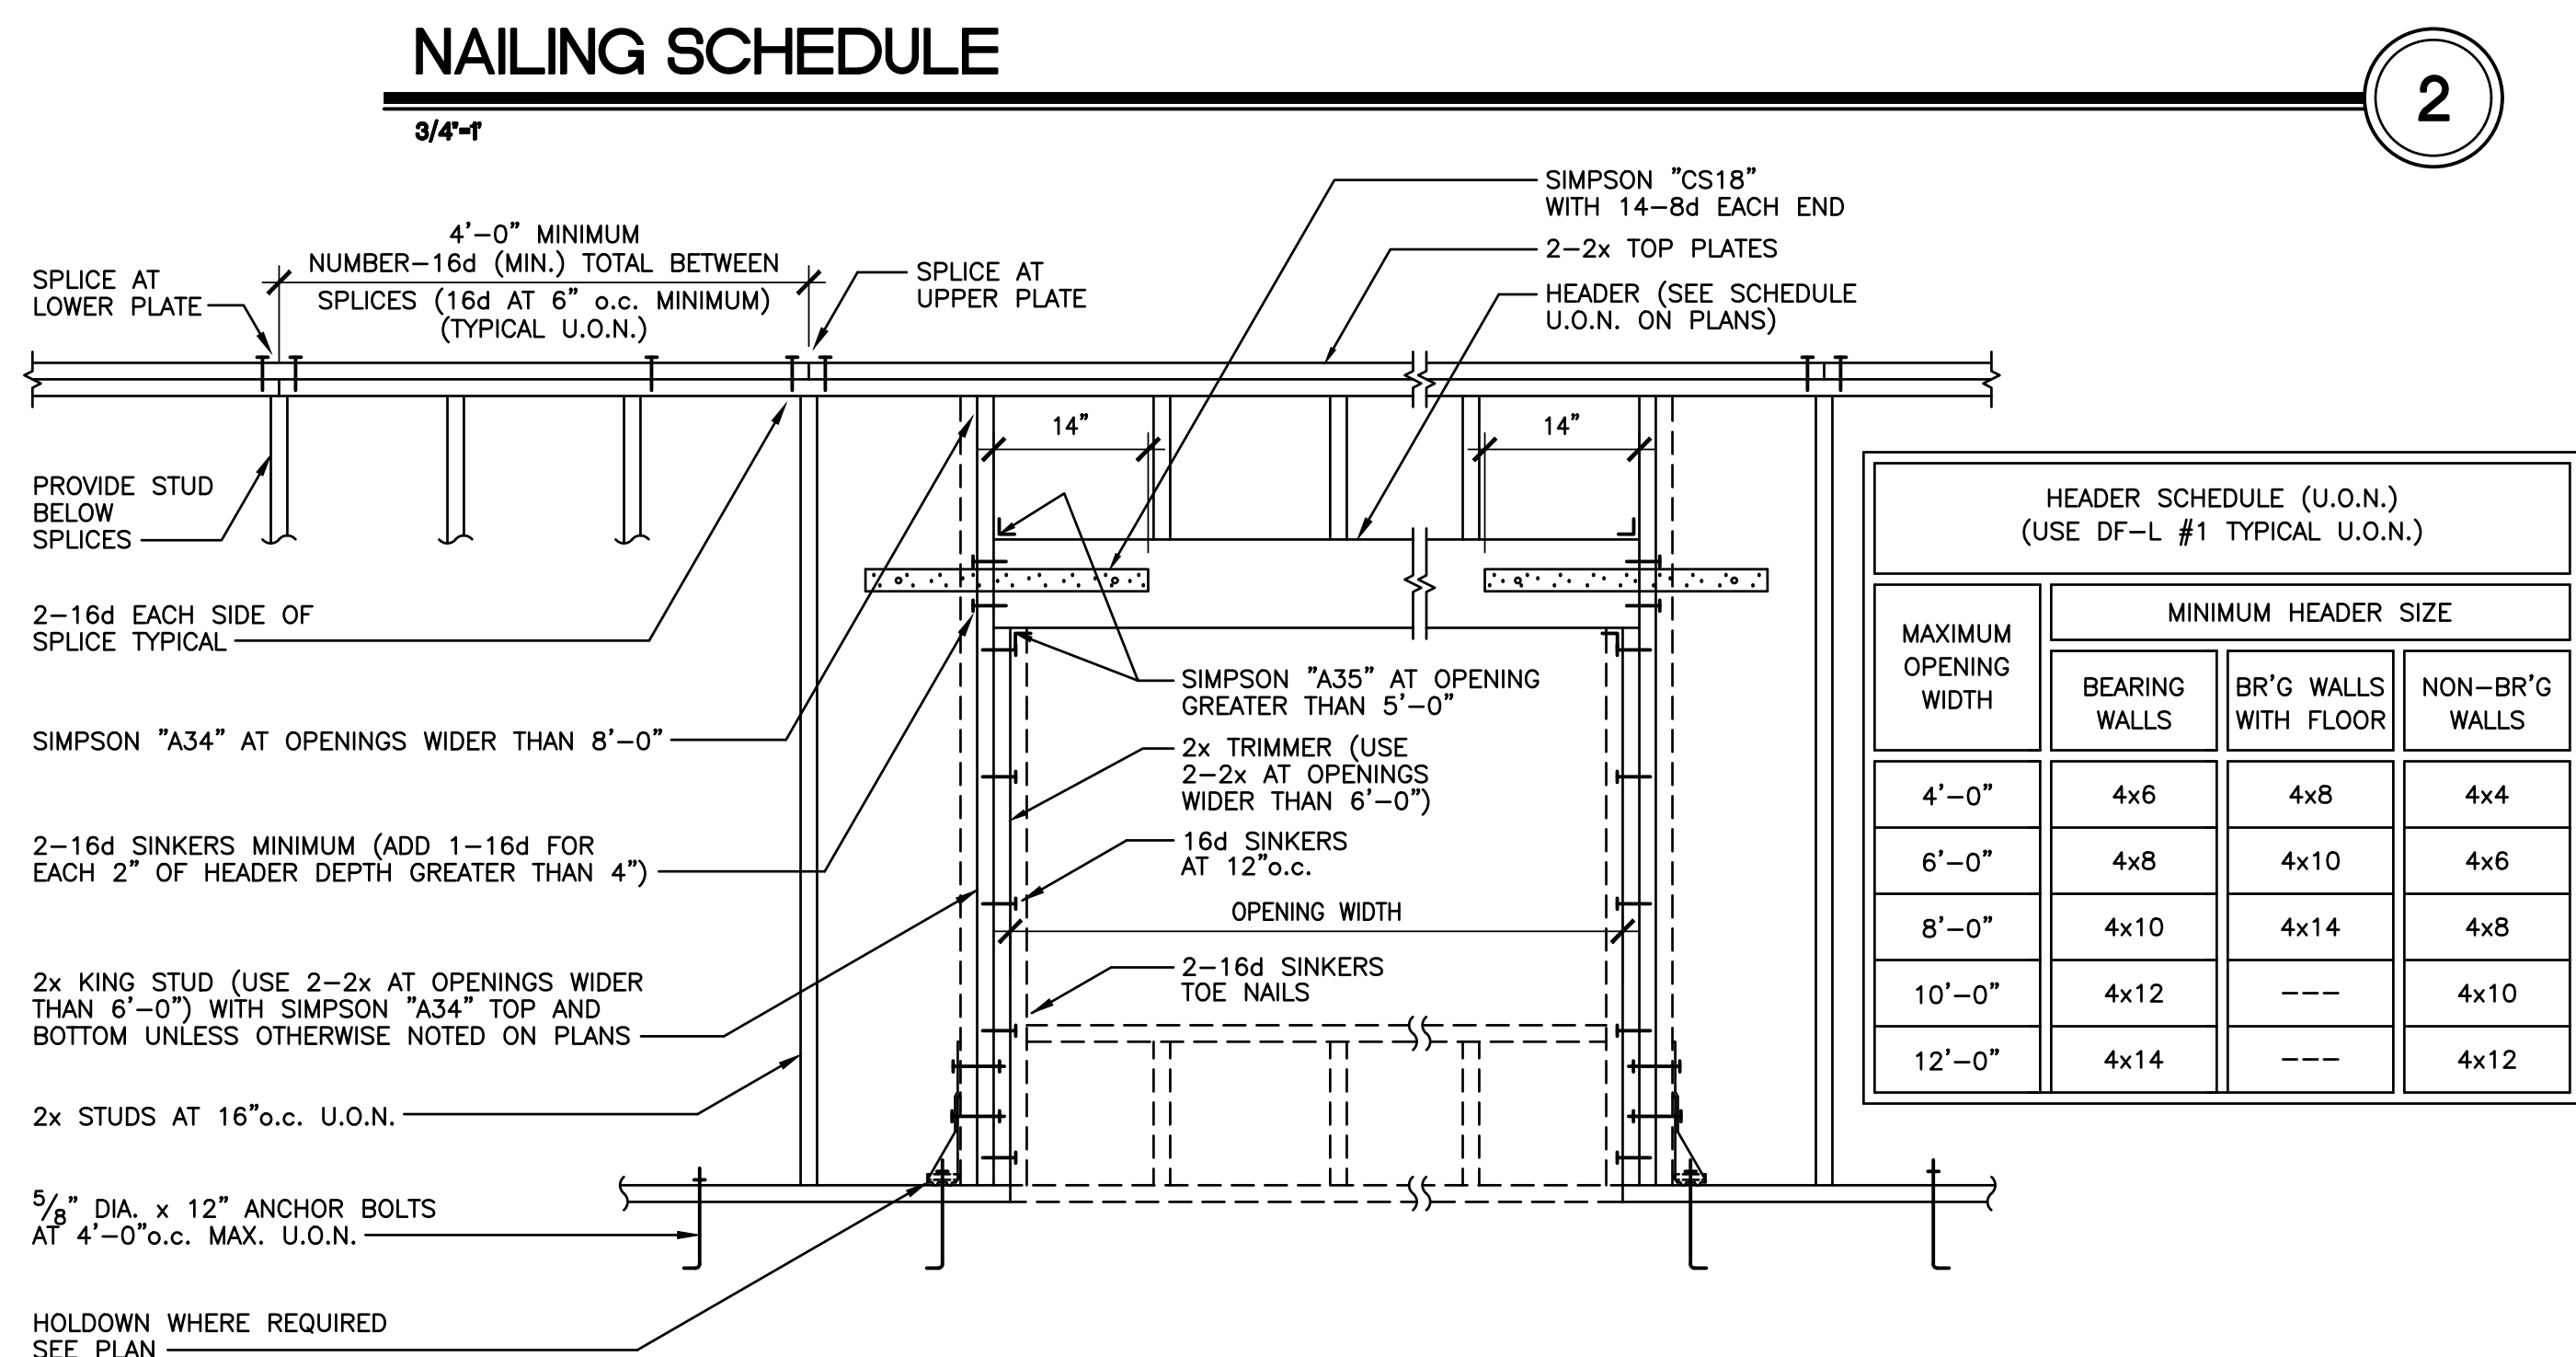 NAILING SCHEDULE
2
3/4"=1'
SIMPSON "CS18"
WITH 14-8d EACH END
2-2x TOP PLATES
HEADER (SEE SCHEDULE
U.O.N. ON PLANS)
4'-0" MINIMUM
NUMBER-16d (MIN.) TOTAL BETWEEN
SPLICES (16d AT 6" o.c. MINIMUM)
(TYPICAL U.O.N.)
SPLICE AT
LOWER PLATE
SPLICE AT
UPPER PLATE
14"
14"
PROVIDE STUD
BELOW
SPLICES
2-16d EACH SIDE OF
SPLICE TYPICAL
SIMPSON "A34" AT OPENINGS WIDER THAN 8'-0"
2-16d SINKERS MINIMUM (ADD 1-16d FOR
EACH 2" OF HEADER DEPTH GREATER THAN 4")
2x KING STUD (USE 2-2x AT OPENINGS WIDER
THAN 6'-0") WITH SIMPSON "A34" TOP AND
BOTTOM UNLESS OTHERWISE NOTED ON PLANS
2x STUDS AT 16"o.c. U.O.N.
5/8" DIA. x 12" ANCHOR BOLTS
AT 4'-0"o.c. MAX. U.O.N.
HOLDOWN WHERE REQUIRED
SEE PLAN
SIMPSON "A35" AT OPENING
GREATER THAN 5'-0"
2x TRIMMER (USE
2-2x AT OPENINGS
WIDER THAN 6'-0")
16d SINKERS
AT 12"o.c.
OPENING WIDTH
2-16d SINKERS
TOE NAILS
HEADER SCHEDULE (U.O.N.)
(USE DF-L #1 TYPICAL U.O.N.)
MAXIMUM
OPENING
WIDTH
MINIMUM HEADER SIZE
BEARING
WALLS
BR'G WALLS
WITH FLOOR
NON-BR'G
WALLS
4'-0" 4x6 4x8 4x4
6'-0" 4x8 4x10 4x6
8'-0" 4x10 4x14 4x8
10'-0" 4x12 --- 4x10
12'-0" 4x14 --- 4x12